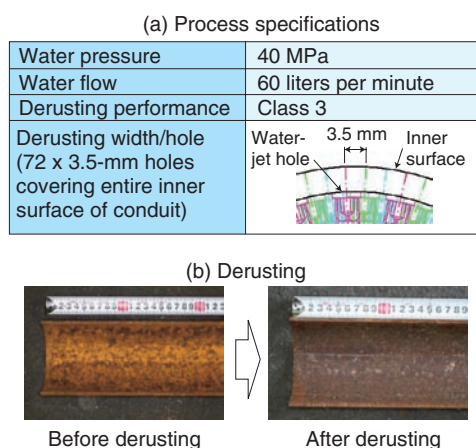 (a) Process specifications
Water pressure
40 MPa
Water flow
60 liters per minute
Derusting performance
Class 3
Derusting width/hole
(72 x 3.5-mm holes
covering entire inner
surface of conduit)
Water-
jet hole
3.5 mm
Inner
surface
(b) Derusting
Before derusting
After derusting